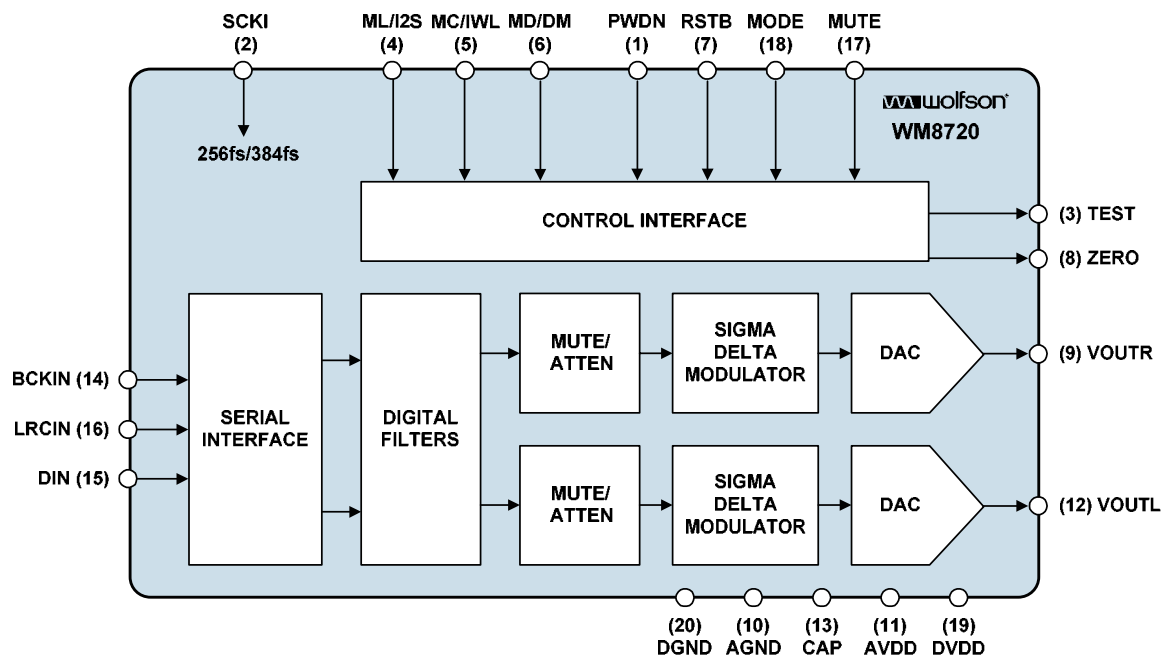 SCKI ML/I2S MC/IWL MD/DM PWDN RSTB MODE MUTE
(2) (4) (5) (6) (1) (7) (18) (17)
wolfson
WM8720
256fs/384fs
CONTROL INTERFACE
(3) TEST
(8) ZERO
MUTE/
ATTEN
SIGMA
DELTA
MODULATOR
DAC
(9) VOUTR
BCKIN (14)
LRCIN (16)
DIN (15)
SERIAL
INTERFACE
DIGITAL
FILTERS
MUTE/
ATTEN
SIGMA
DELTA
MODULATOR
DAC
(12) VOUTL
(20) (10) (13) (11) (19)
DGND AGND CAP AVDD DVDD